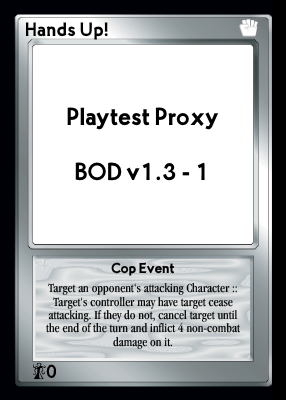 Hands Up!
Playtest Proxy
BOD v1.3 - 1
Cop Event
Target an opponent's attacking Character ::
Target's controller may have target cease
attacking. If they do not, cancel target until
the end of the turn and inflict 4 non-combat
damage on it.
0